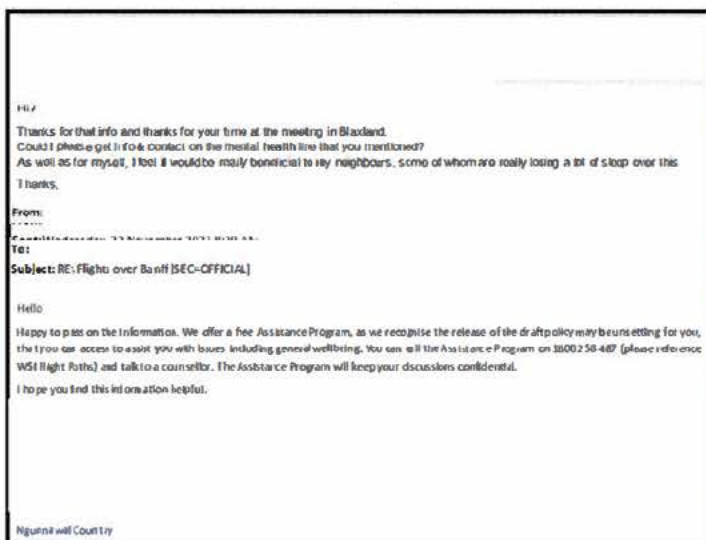 Thanks for that info and thanks for your time at the meeting in Blaxland.
Could I please get info & contact on the mental health line that you mentioned?
As well as for myself, I feel it would be really beneficial to my neighbours, some of whom are really losing a lot of sleep over this
Thanks,
From:
To:
Subject: RE: Flights over Banff [SEC=OFFICIAL]
Hello
Happy to pass on the information. We offer a free Assistance Program, as we recognise the release of the draft policy may be unsettling for you,
that you can access to assist you with issues including general wellbeing. You can call the Assistance Program on (please reference
WSI Flight Paths) and talk to a counsellor. The Assistance Program will keep your discussions confidential.
I hope you find this information helpful.
Ngunnawal Country